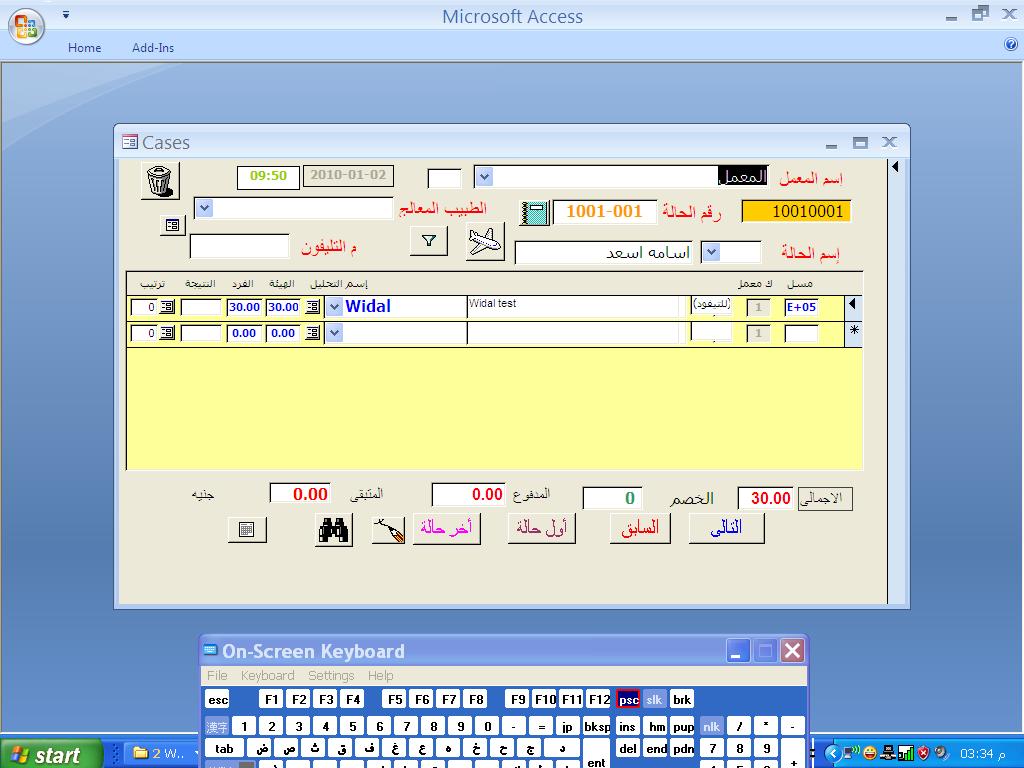 Microsoft Access
Home Add-Ins
Cases
إسم المعمل المعمل 2010-01-02 09:50
10010001 رقم الحالة 1001-001 الطبيب المعالج
إسم الحالة اسامه اسعد م التليفون
مسل ك معمل إسم التحليل الهيئة الفرد النتيجة ترتيب
E+05 1 (للتيفود) Widal test Widal 30.00 30.00 0
* 1 0.00 0.00 0
الاجمالى 30.00 الخصم 0 المدفوع 0.00 المتبقى 0.00 جنيه
التالى السابق أول حالة أخر حالة
On-Screen Keyboard
File Keyboard Settings Help
esc F1 F2 F3 F4 F5 F6 F7 F8 F9 F10 F11 F12 psc slk brk
漢字 1 2 3 4 5 6 7 8 9 0 - = jp bksp ins hm pup nlk / * -
tab ض ص ث ق ف غ ع ه خ ح ج د del end pdn 7 8 9 +
ent
start 2 W.. 03:34 م